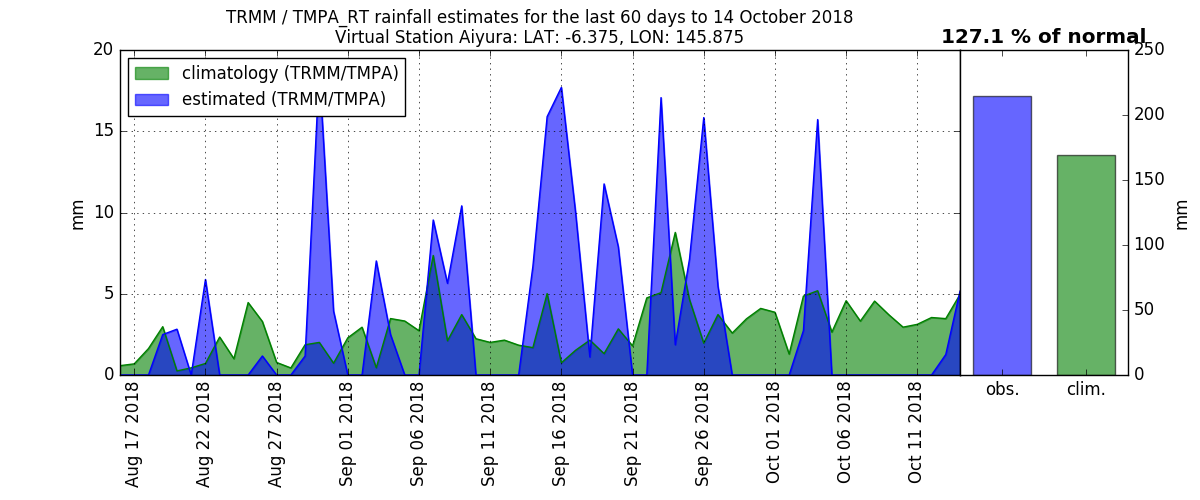 TRMM / TMPA_RT rainfall estimates for the last 60 days to 14 October 2018
Virtual Station Aiyura: LAT: -6.375, LON: 145.875
127.1 % of normal
climatology (TRMM/TMPA)
estimated (TRMM/TMPA)
20
15
10
5
0
mm
250
200
150
100
50
0
mm
Aug 17 2018
Aug 22 2018
Aug 27 2018
Sep 01 2018
Sep 06 2018
Sep 11 2018
Sep 16 2018
Sep 21 2018
Sep 26 2018
Oct 01 2018
Oct 06 2018
Oct 11 2018
obs.
clim.